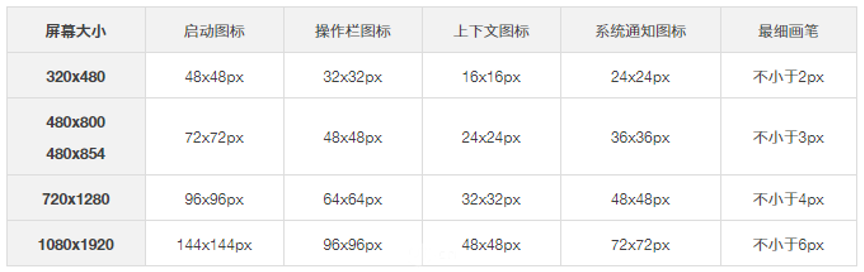 屏幕大小 启动图标 操作栏图标 上下文图标 系统通知图标 最细画笔
320x480 48x48px 32x32px 16x16px 24x24px 不小于2px
480x800
480x854 72x72px 48x48px 24x24px 36x36px 不小于3px
720x1280 96x96px 64x64px 32x32px 48x48px 不小于4px
1080x1920 144x144px 96x96px 48x48px 72x72px 不小于6px